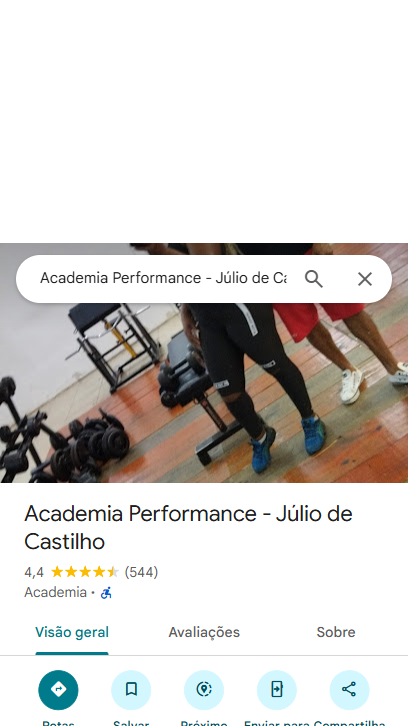 Academia Performance - Júlio de Ca
Academia Performance - Júlio de
Castilho
4,4 (544)
Academia ·
Visão geral Avaliações Sobre
Rotas Salvar Próximo Enviar para Compartilha